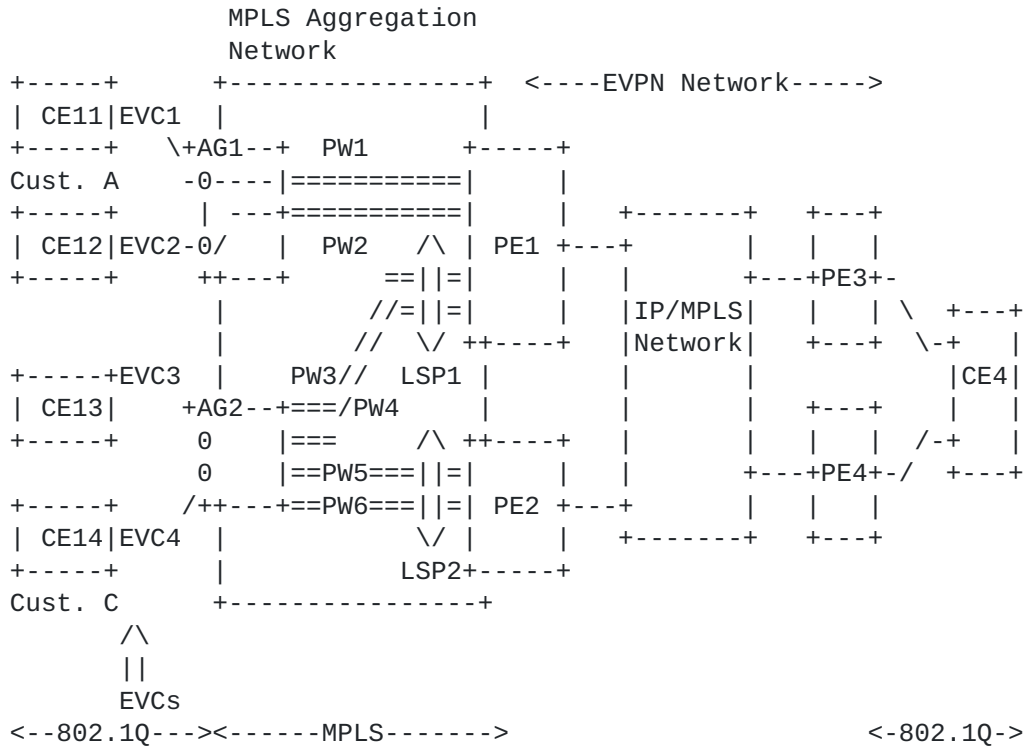 MPLS Aggregation
Network
<----EVPN Network----->
CE11|EVC1
AG1 PW1
Cust. A -0-
CE12|EVC2-0/ PW2 PE1
PE3
IP/MPLS
Network
EVC3 PW3 LSP1 CE4
CE13 AG2 PW4
0
0 PW5 PE4
PW6 PE2
CE14|EVC4
LSP2
Cust. C
EVCs
<--802.1Q---><------MPLS-------> <-802.1Q->